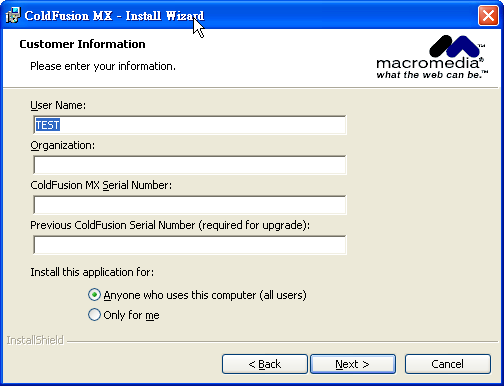 ColdFusion MX - Install Wizard
Customer Information
Please enter your information.
macromedia®
what the web can be.™
User Name:
TEST
Organization:
ColdFusion MX Serial Number:
Previous ColdFusion Serial Number (required for upgrade):
Install this application for:
Anyone who uses this computer (all users)
Only for me
InstallShield
< Back
Next >
Cancel